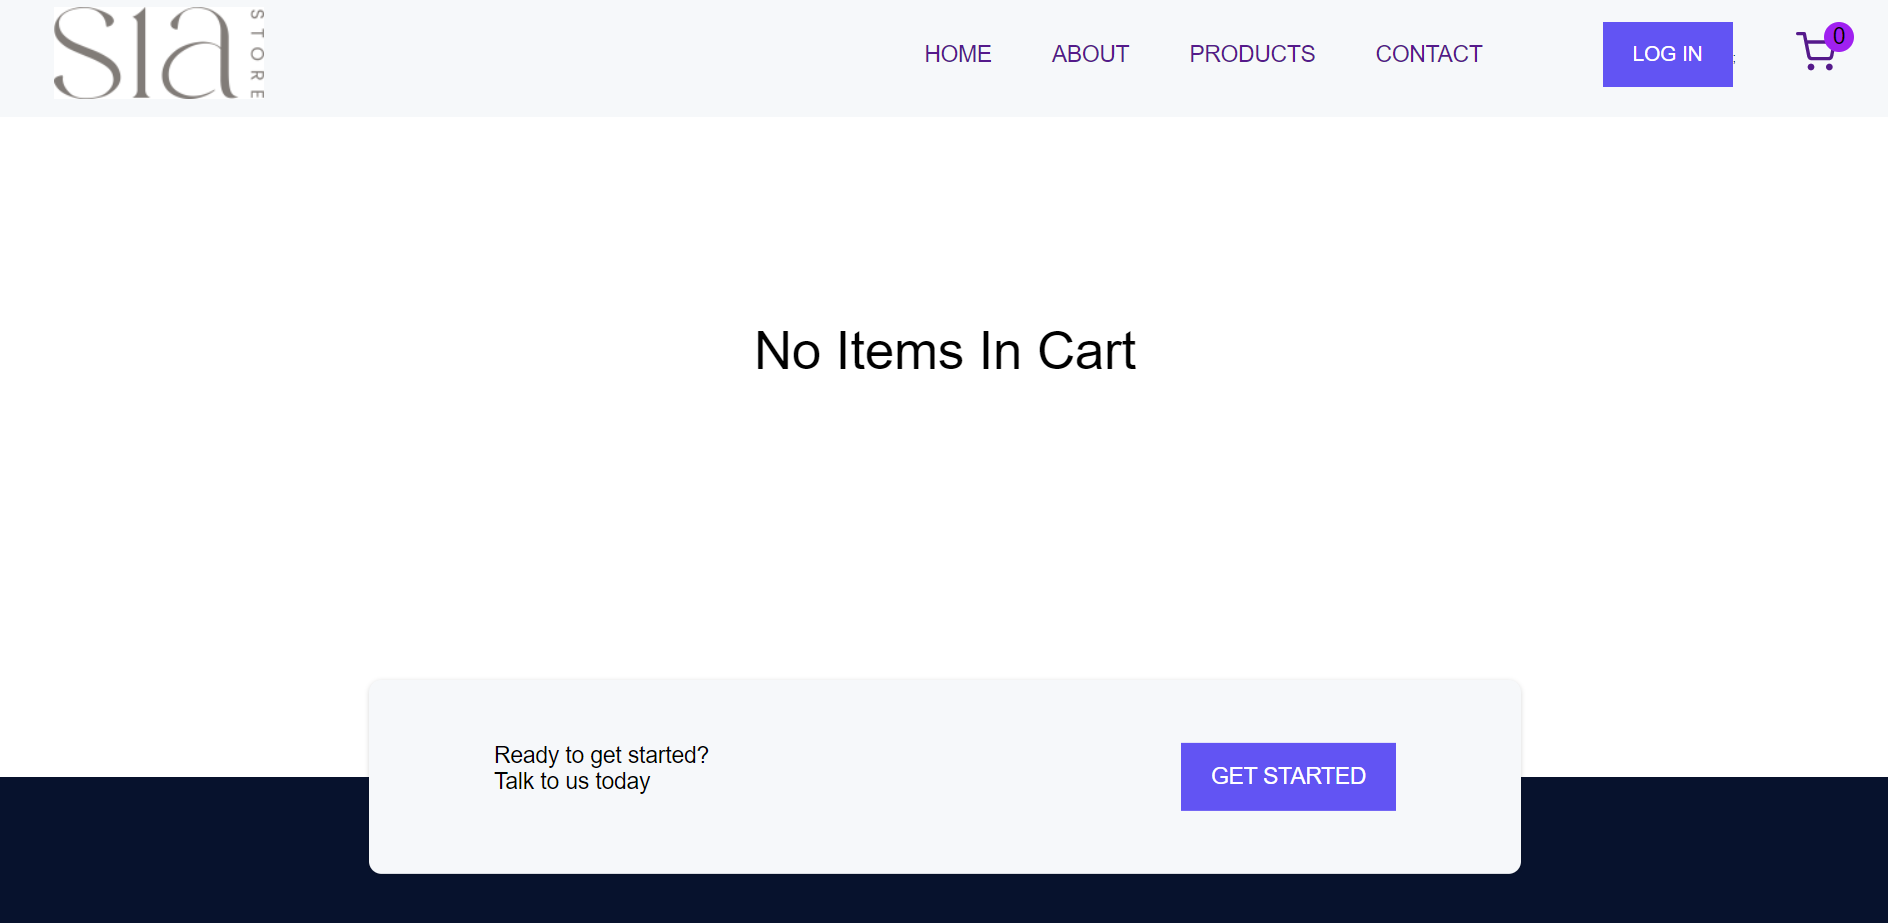 sia
STORE
HOME ABOUT PRODUCTS CONTACT LOG IN ; 0
No Items In Cart
Ready to get started?
Talk to us today
GET STARTED